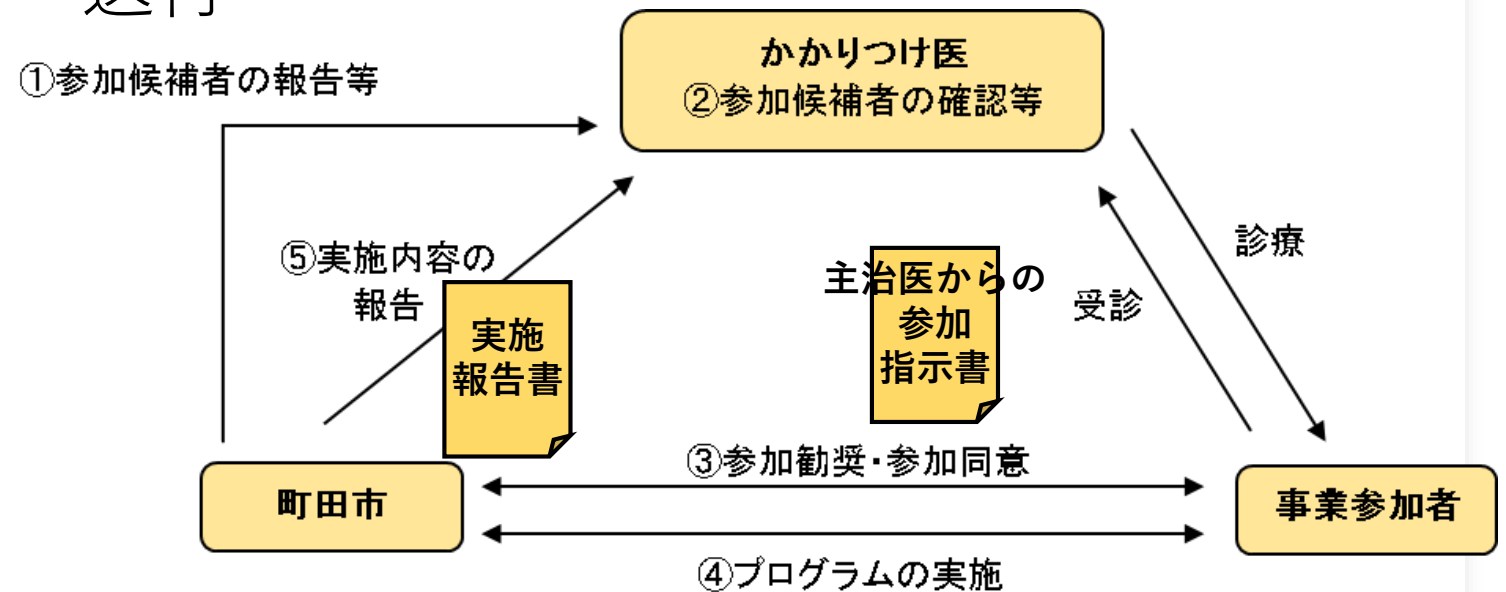 送付
①参加候補者の報告等
かかりつけ医
②参加候補者の確認等
⑤実施内容の
報告
実施
報告書
主治医からの
参加
指示書
診療
受診
③参加勧奨・参加同意
町田市
事業参加者
④プログラムの実施